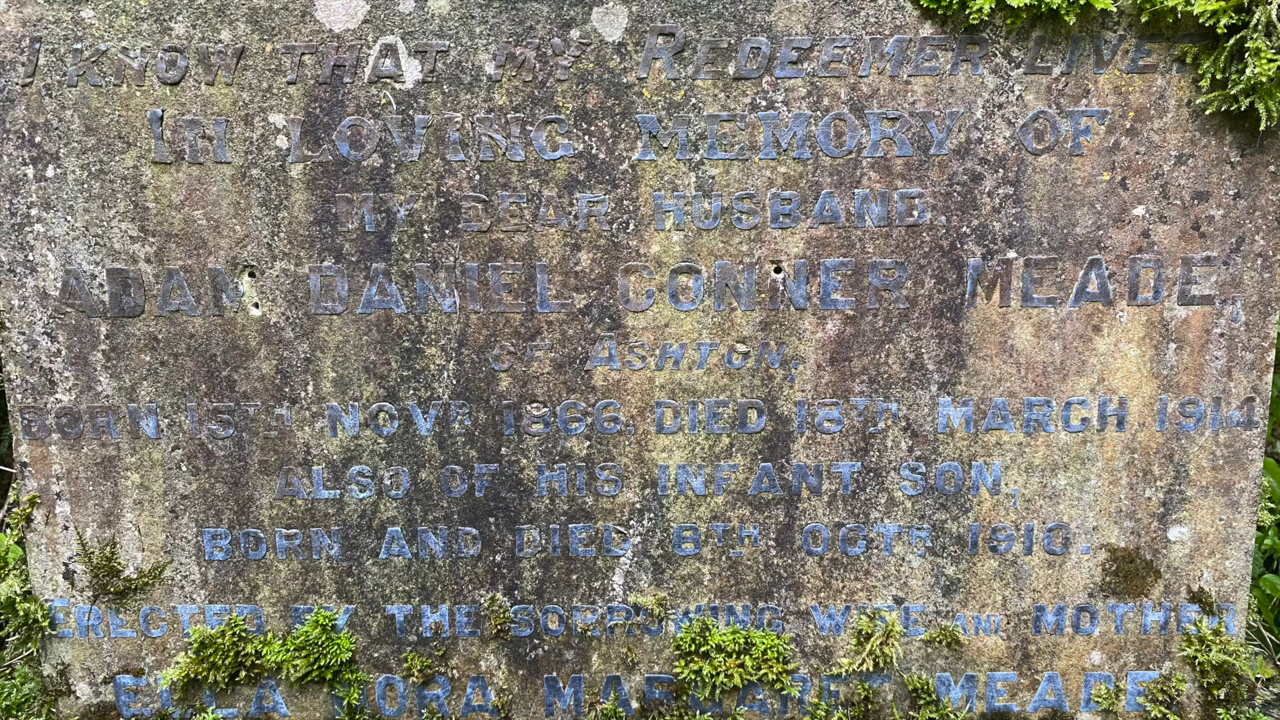 I KNOW THAT MY REDEEMER LIVE
IN LOVING MEMORY OF
MY DEAR HUSBAND
ADAM DANIEL CONNER MEADE,
OF ASHTON,
BORN 15TH NOVR 1866. DIED 18TH MARCH 1914
ALSO OF HIS INFANT SON,
BORN AND DIED 8TH OCTR 1910.
ERECTED BY THE SORROWING WIFE AND MOTHER
ELLA NORA MARGARET MEADE